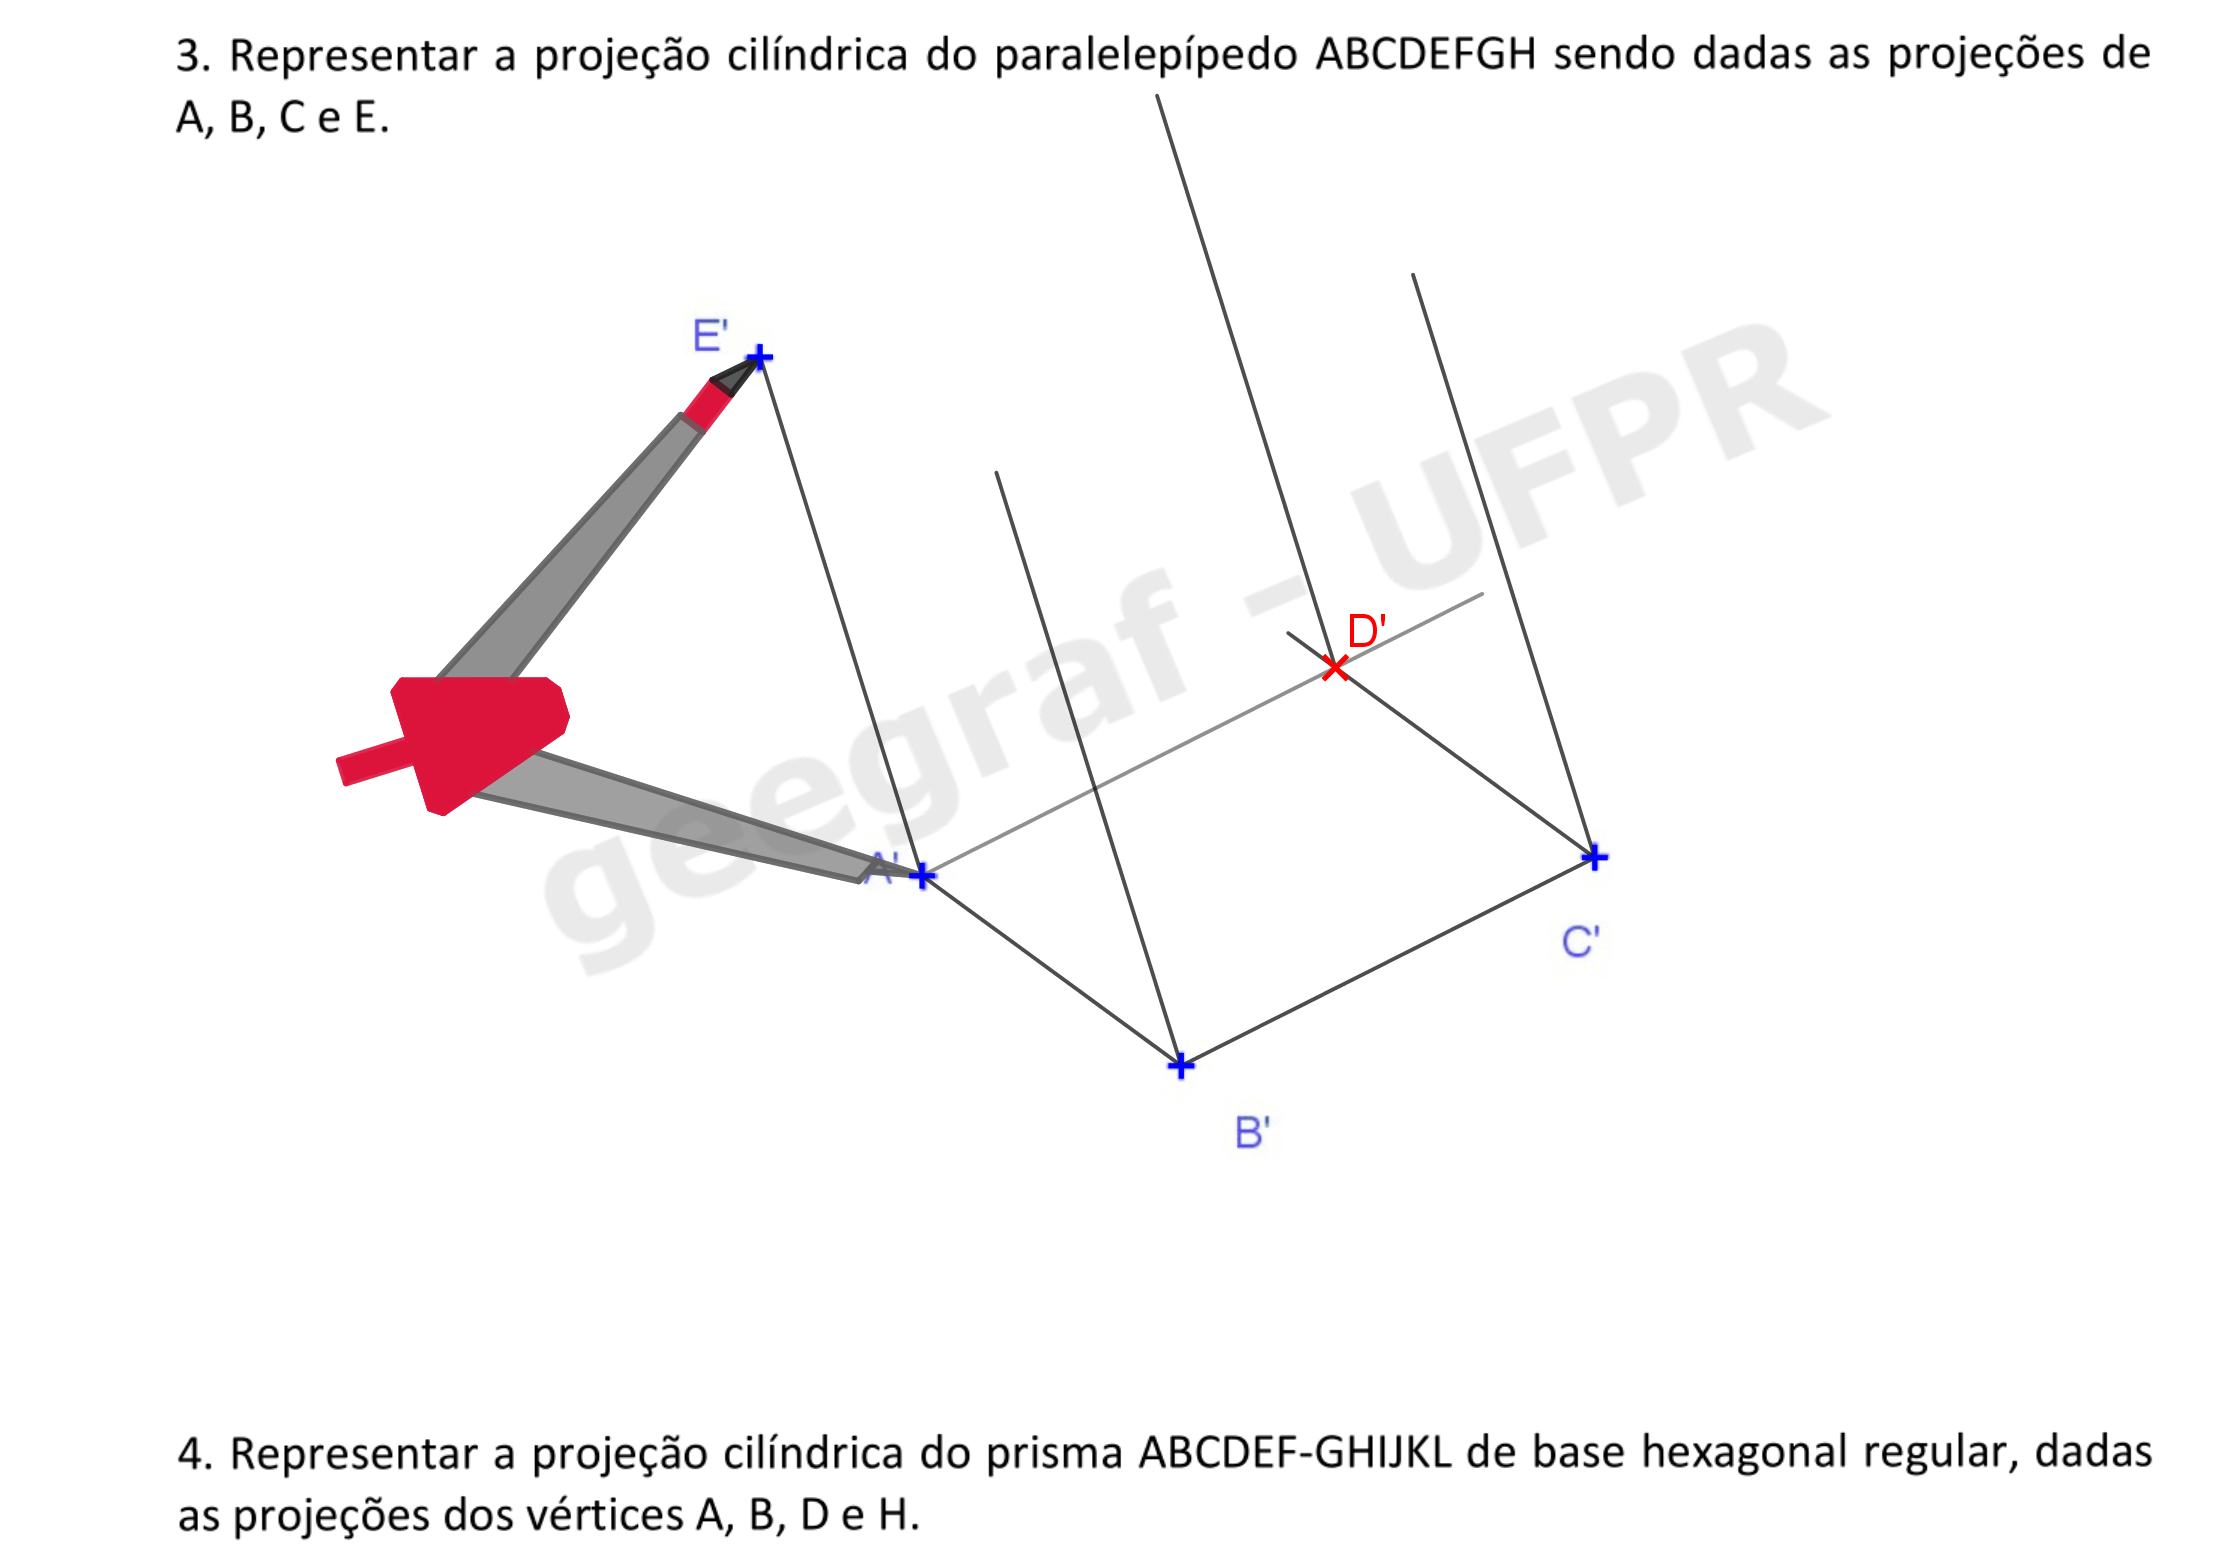 3. Representar a projeção cilíndrica do paralelepípedo ABCDEFGH sendo dadas as projeções de
A, B, C e E.
E'
D'
A'
C'
B'
geegraf - UFPR
4. Representar a projeção cilíndrica do prisma ABCDEF-GHIJKL de base hexagonal regular, dadas
as projeções dos vértices A, B, D e H.